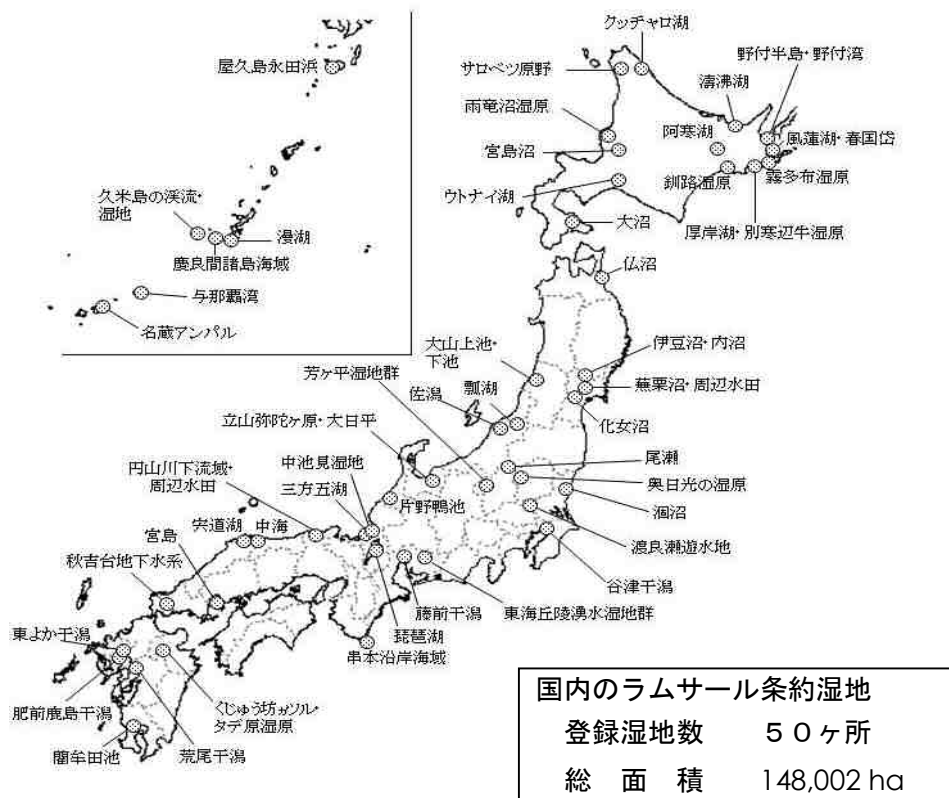 屋久島永田浜
久米島の渓流・
湿地
漫湖
慶良間諸島海域
与那覇湾
名蔵アンパル
クッチャロ湖
サロベツ原野
野付半島・野付湾
濤沸湖
雨竜沼湿原
阿寒湖
風蓮湖・春国岱
宮島沼
釧路湿原
霧多布湿原
ウトナイ湖
大沼
厚岸湖・別寒辺牛湿原
仏沼
大山上池・
下池
伊豆沼・内沼
芳ヶ平湿地群
瓢湖
蕪栗沼・周辺水田
佐潟
化女沼
立山弥陀ヶ原・大日平
尾瀬
円山川下流域・
周辺水田
中池見湿地
奥日光の湿原
三方五湖
片野鴨池
涸沼
宍道湖
中海
宮島
渡良瀬遊水地
秋吉台地下水系
谷津干潟
藤前干潟
東海丘陵湧水湿地群
東よか干潟
琵琶湖
串本沿岸海域
肥前鹿島干潟
くじゅう坊ガツル・
タデ原湿原
藺牟田池
荒尾干潟
国内のラムサール条約湿地
登録湿地数 50ヶ所
総面積 148,002 ha